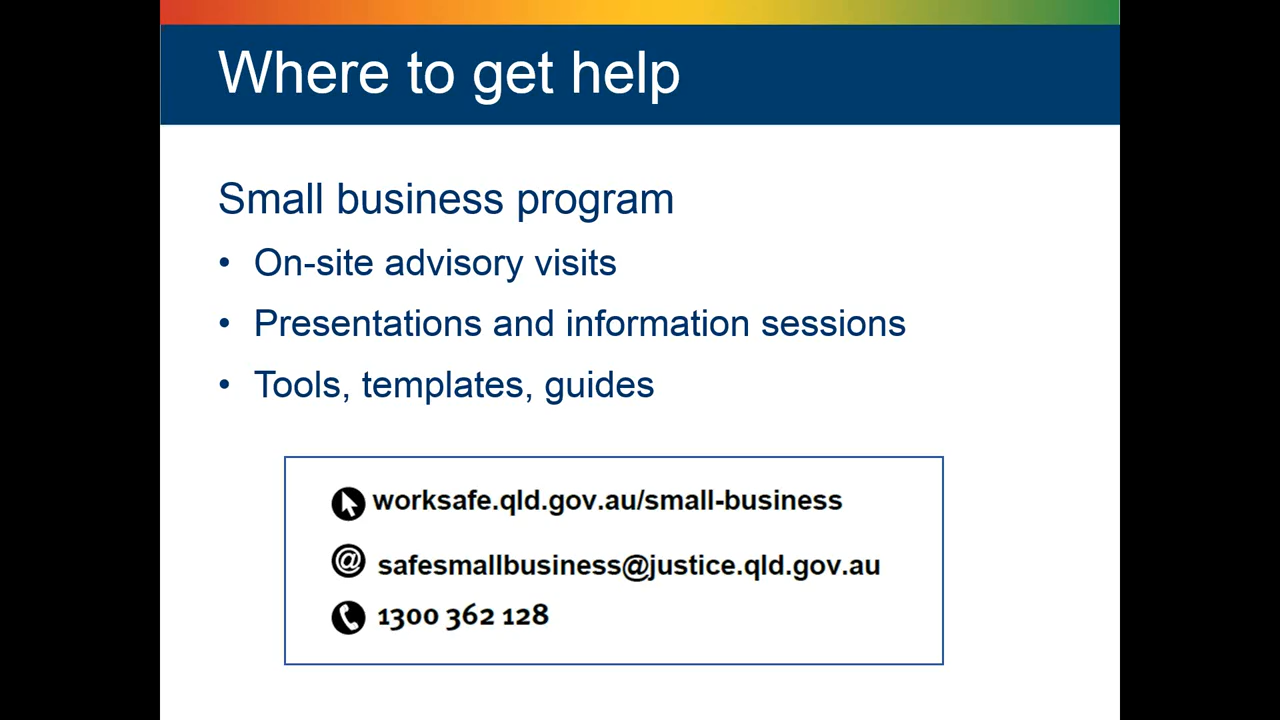 Where to get help
Small business program
• On-site advisory visits
• Presentations and information sessions
• Tools, templates, guides
worksafe.qld.gov.au/small-business
safesmallbusiness@justice.qld.gov.au
1300 362 128